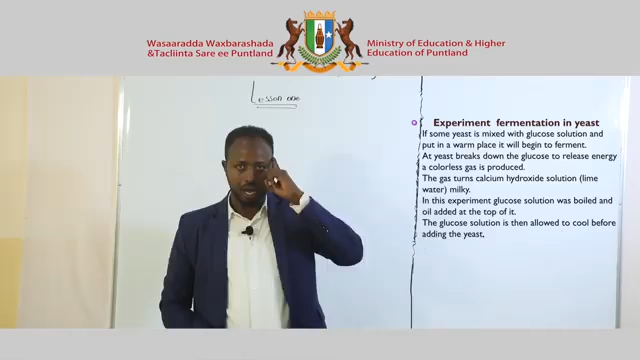 Wasaaradda Waxbarashada
&Tacliinta Sare ee Puntland
Ministry of Education & Higher
Education of Puntland
Lesson one
Experiment fermentation in yeast
If some yeast is mixed with glucose solution and
put in a warm place it will begin to ferment.
At yeast breaks down the glucose to release energy
a colorless gas is produced.
The gas turns calcium hydroxide solution (lime
water) milky.
In this experiment glucose solution was boiled and
oil added at the top of it.
The glucose solution is then allowed to cool before
adding the yeast.